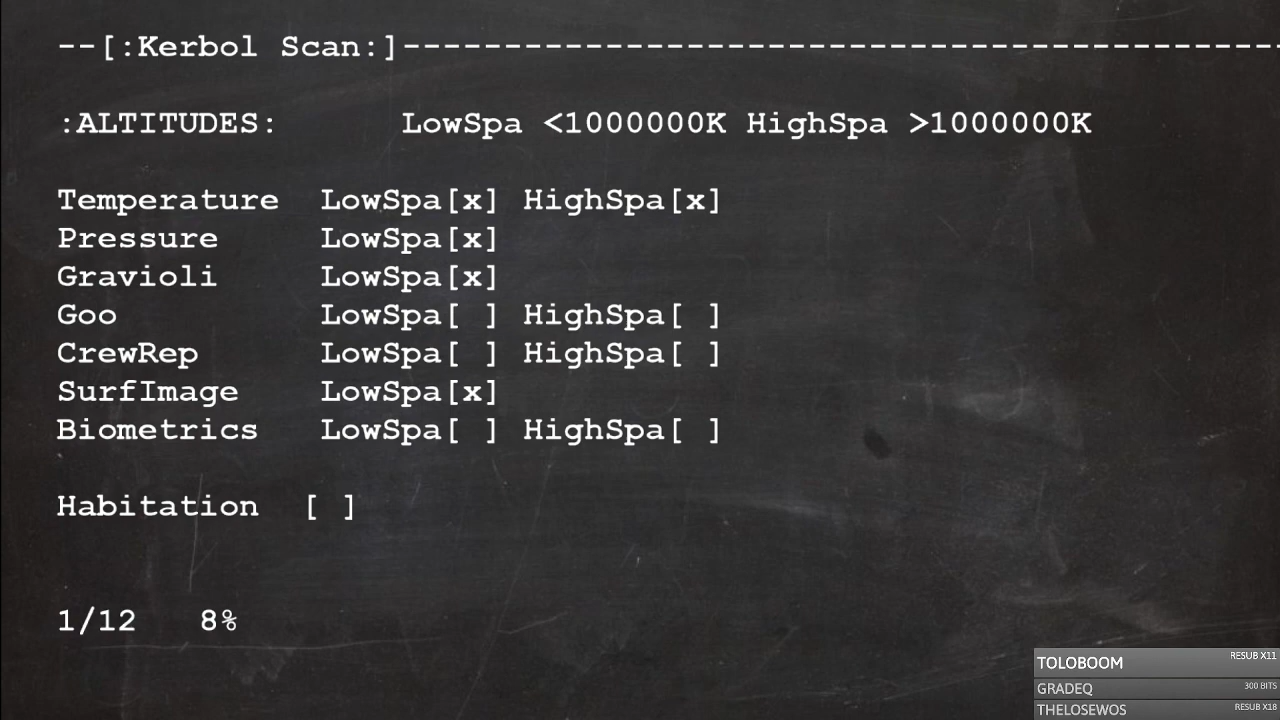 --[:Kerbol Scan:]-------------------------------------------
:ALTITUDES: LowSpa <1000000K HighSpa >1000000K
Temperature LowSpa[x] HighSpa[x]
Pressure LowSpa[x]
Gravioli LowSpa[x]
Goo LowSpa[ ] HighSpa[ ]
CrewRep LowSpa[ ] HighSpa[ ]
SurfImage LowSpa[x]
Biometrics LowSpa[ ] HighSpa[ ]
Habitation [ ]
1/12 8%
TOLOBOOM RESUB X11
GRADEQ 300 BITS
THELOSEWOS RESUB X18